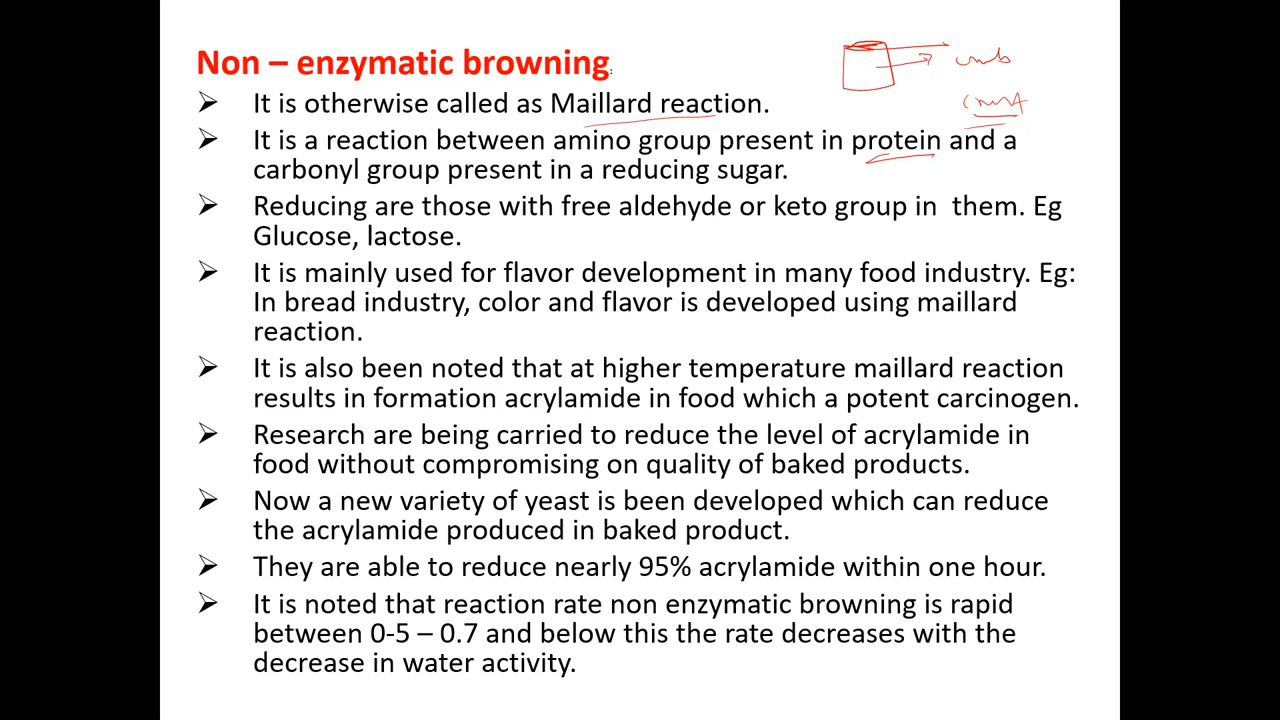 Non – enzymatic browning
➢ It is otherwise called as Maillard reaction.
➢ It is a reaction between amino group present in protein and a
carbonyl group present in a reducing sugar.
➢ Reducing are those with free aldehyde or keto group in them. Eg
Glucose, lactose.
➢ It is mainly used for flavor development in many food industry. Eg:
In bread industry, color and flavor is developed using maillard
reaction.
➢ It is also been noted that at higher temperature maillard reaction
results in formation acrylamide in food which a potent carcinogen.
➢ Research are being carried to reduce the level of acrylamide in
food without compromising on quality of baked products.
➢ Now a new variety of yeast is been developed which can reduce
the acrylamide produced in baked product.
➢ They are able to reduce nearly 95% acrylamide within one hour.
➢ It is noted that reaction rate non enzymatic browning is rapid
between 0-5 – 0.7 and below this the rate decreases with the
decrease in water activity.